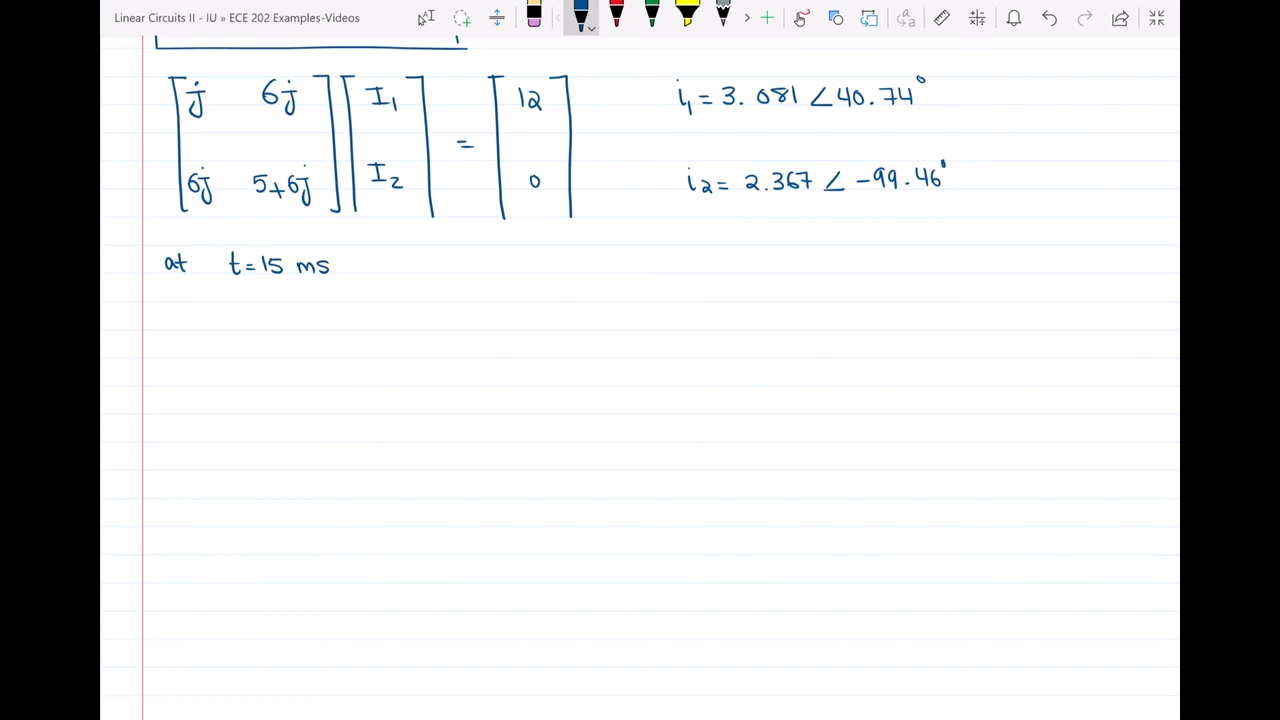 Linear Circuits II - IU » ECE 202 Examples-Videos
j 6j I₁ = 12 i₁ = 3.081 ∠40.74°
6j 5+6j I₂ 0 i₂ = 2.367 ∠ -99.46°
at t=15 ms